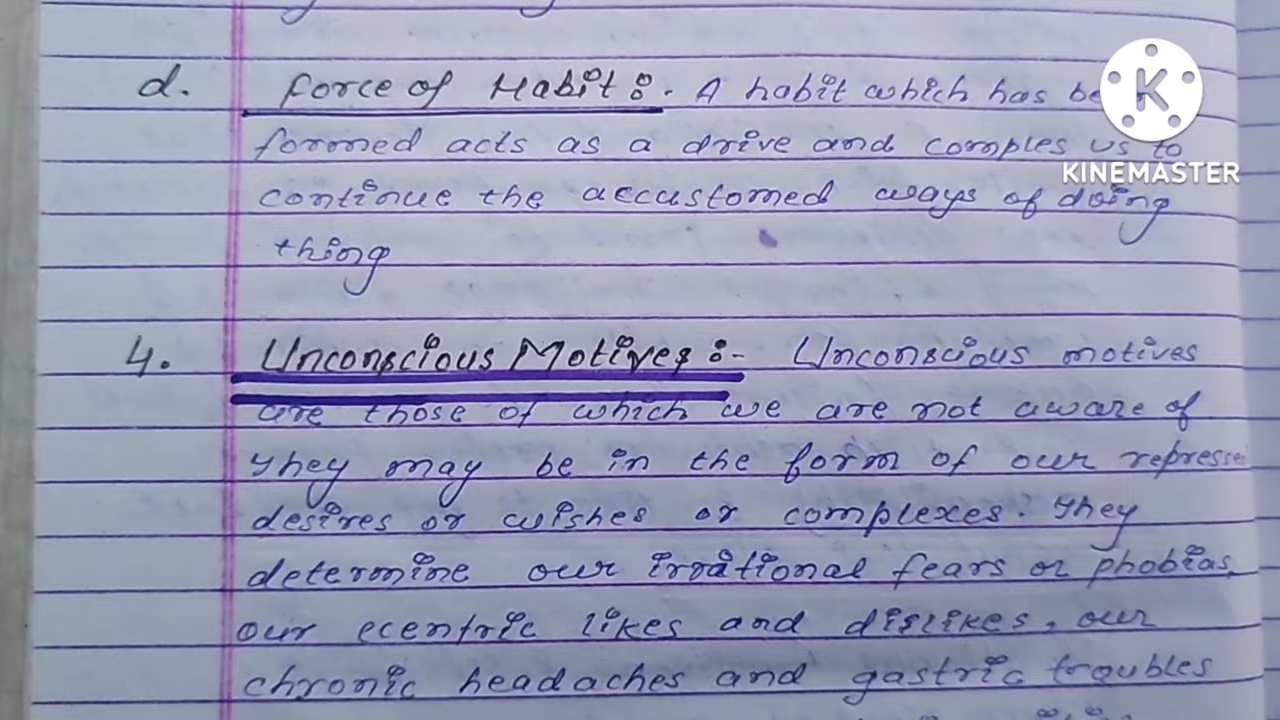 d. Force of Habit:- A habit which has
formed acts as a drive and comples us to
continue the accustomed ways of doing
thing
4. Unconscious Motives :- Unconscious motives
are those of which we are not aware of
They may be in the form of our represse
desires or wishes or complexes. They
determine our irrational fears or phobias,
our ecentric likes and dislikes, our
chronic headaches and gastric troubles
K
KINEMASTER